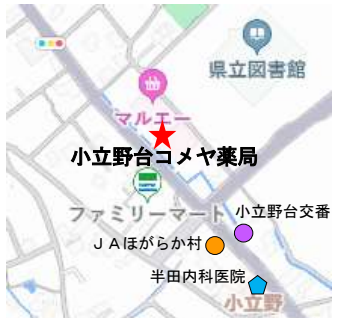 県立図書館
マルエー
小立野台コメヤ薬局
ファミリーマート
小立野台交番
JAほがらか村
半田内科医院
小立野